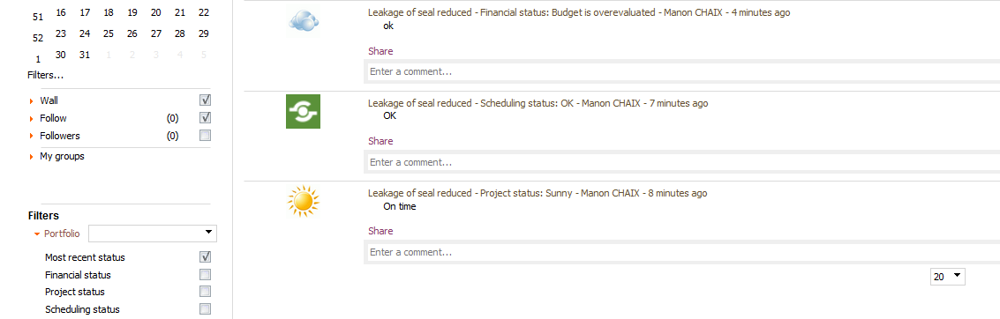 51 16 17 18 19 20 21 22
52 23 24 25 26 27 28 29
1 30 31 1 2 3 4 5
Filters...
Wall
Follow (0)
Followers (0)
My groups
Filters
Portfolio
Most recent status
Financial status
Project status
Scheduling status
Leakage of seal reduced - Financial status: Budget is overevaluated - Manon CHAIX - 4 minutes ago
ok
Share
Enter a comment...
Leakage of seal reduced - Scheduling status: OK - Manon CHAIX - 7 minutes ago
OK
Share
Enter a comment...
Leakage of seal reduced - Project status: Sunny - Manon CHAIX - 8 minutes ago
On time
Share
Enter a comment...
20